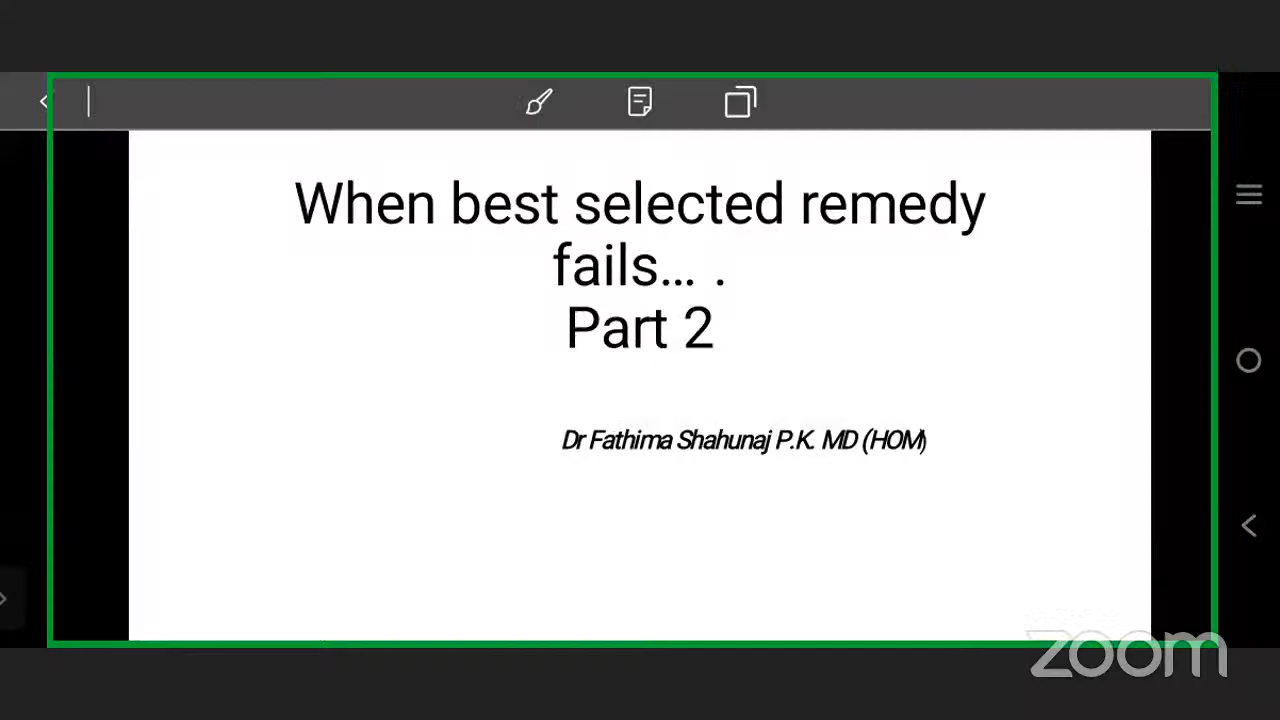 When best selected remedy
fails... .
Part 2
Dr Fathima Shahunaj P.K. MD (HOM)
zoom